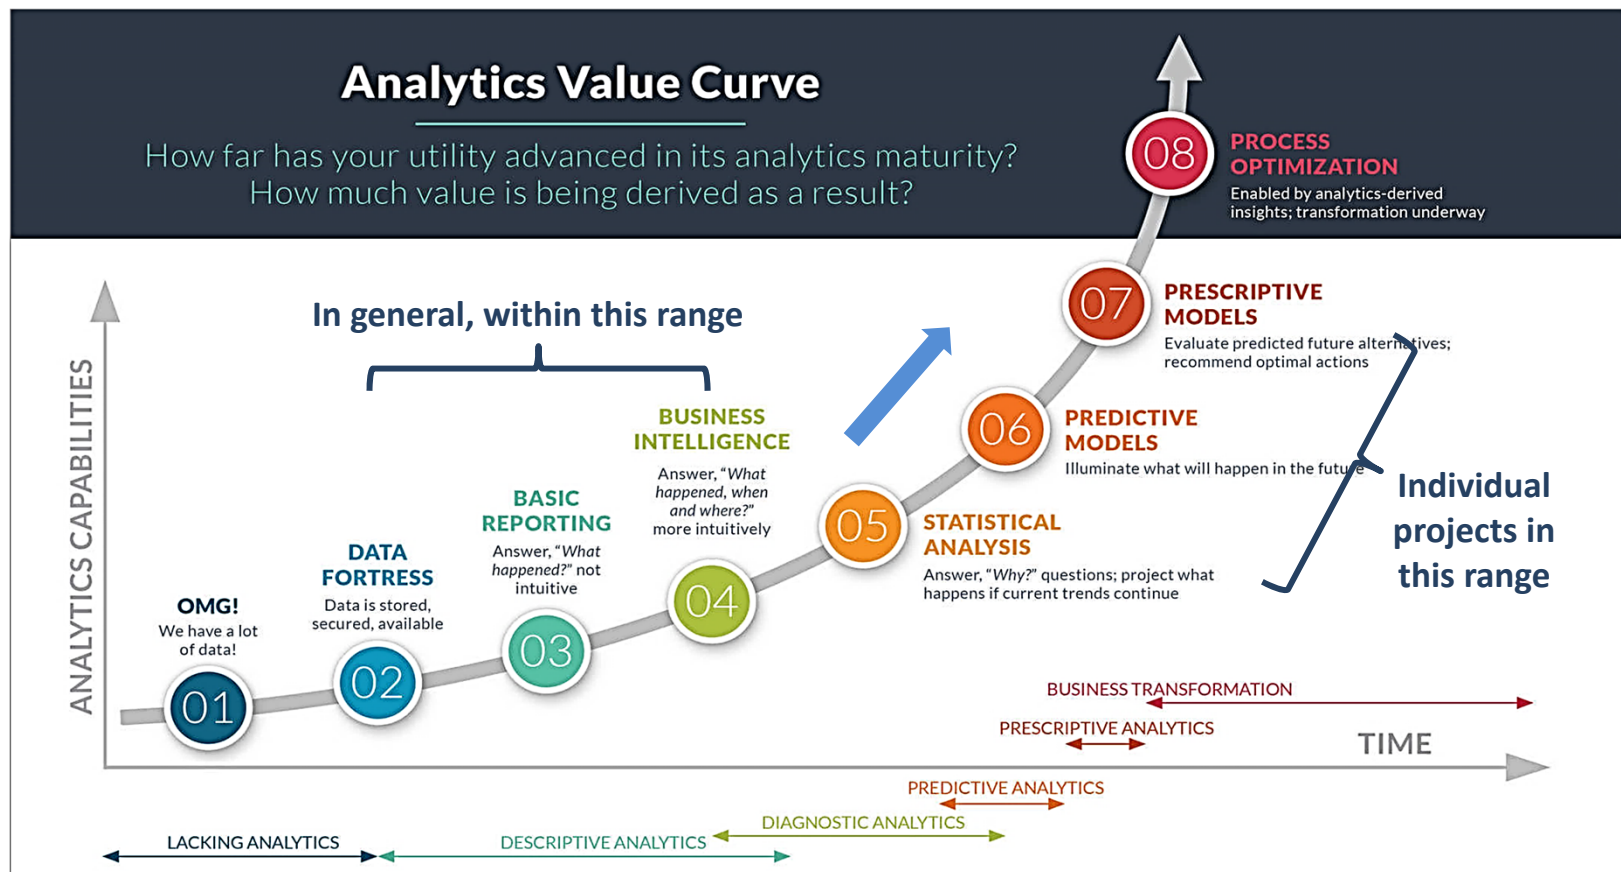 Analytics Value Curve
How far has your utility advanced in its analytics maturity?
How much value is being derived as a result?
08
PROCESS
OPTIMIZATION
Enabled by analytics-derived
insights; transformation underway
07
PRESCRIPTIVE
MODELS
Evaluate predicted future alternatives;
recommend optimal actions
In general, within this range
06
PREDICTIVE
MODELS
Illuminate what will happen in the future
Individual
projects in
this range
05
STATISTICAL
ANALYSIS
Answer, "Why?" questions; project what
happens if current trends continue
BUSINESS
INTELLIGENCE
Answer, "What
happened, when
and where?"
more intuitively
04
BASIC
REPORTING
Answer, "What
happened?" not
intuitive
03
DATA
FORTRESS
Data is stored,
secured, available
02
OMG!
We have a lot
of data!
01
ANALYTICS CAPABILITIES
BUSINESS TRANSFORMATION
PRESCRIPTIVE ANALYTICS
TIME
PREDICTIVE ANALYTICS
DIAGNOSTIC ANALYTICS
LACKING ANALYTICS
DESCRIPTIVE ANALYTICS